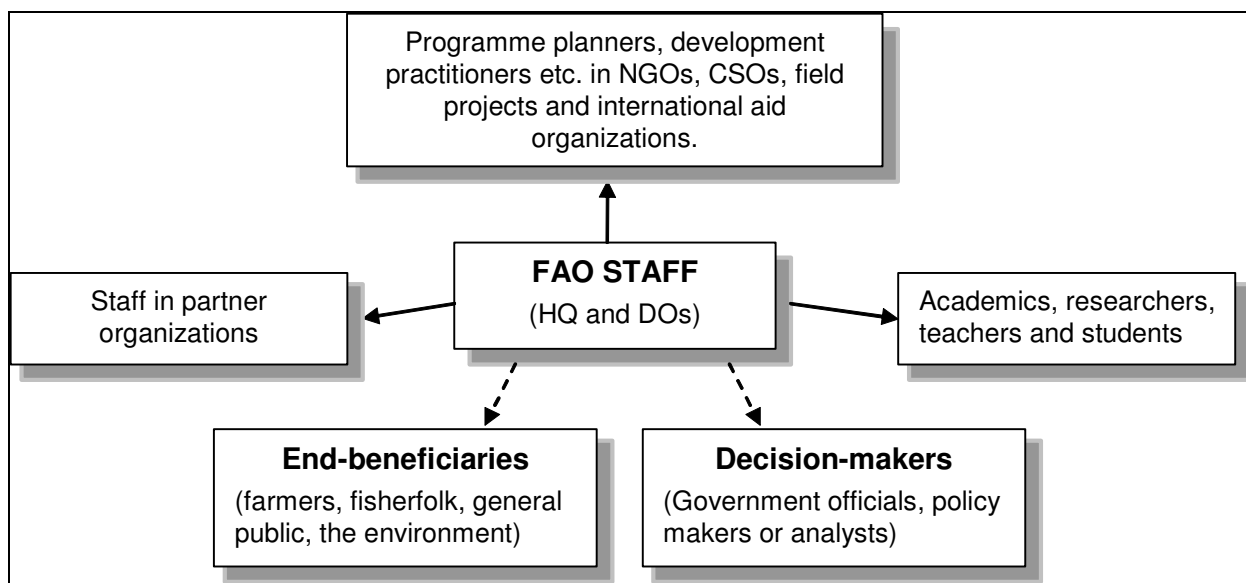 Programme planners, development
practitioners etc. in NGOs, CSOs, field
projects and international aid
organizations.
FAO STAFF
(HQ and DOs)
Staff in partner
organizations
Academics, researchers,
teachers and students
End-beneficiaries
(farmers, fisherfolk, general
public, the environment)
Decision-makers
(Government officials, policy
makers or analysts)